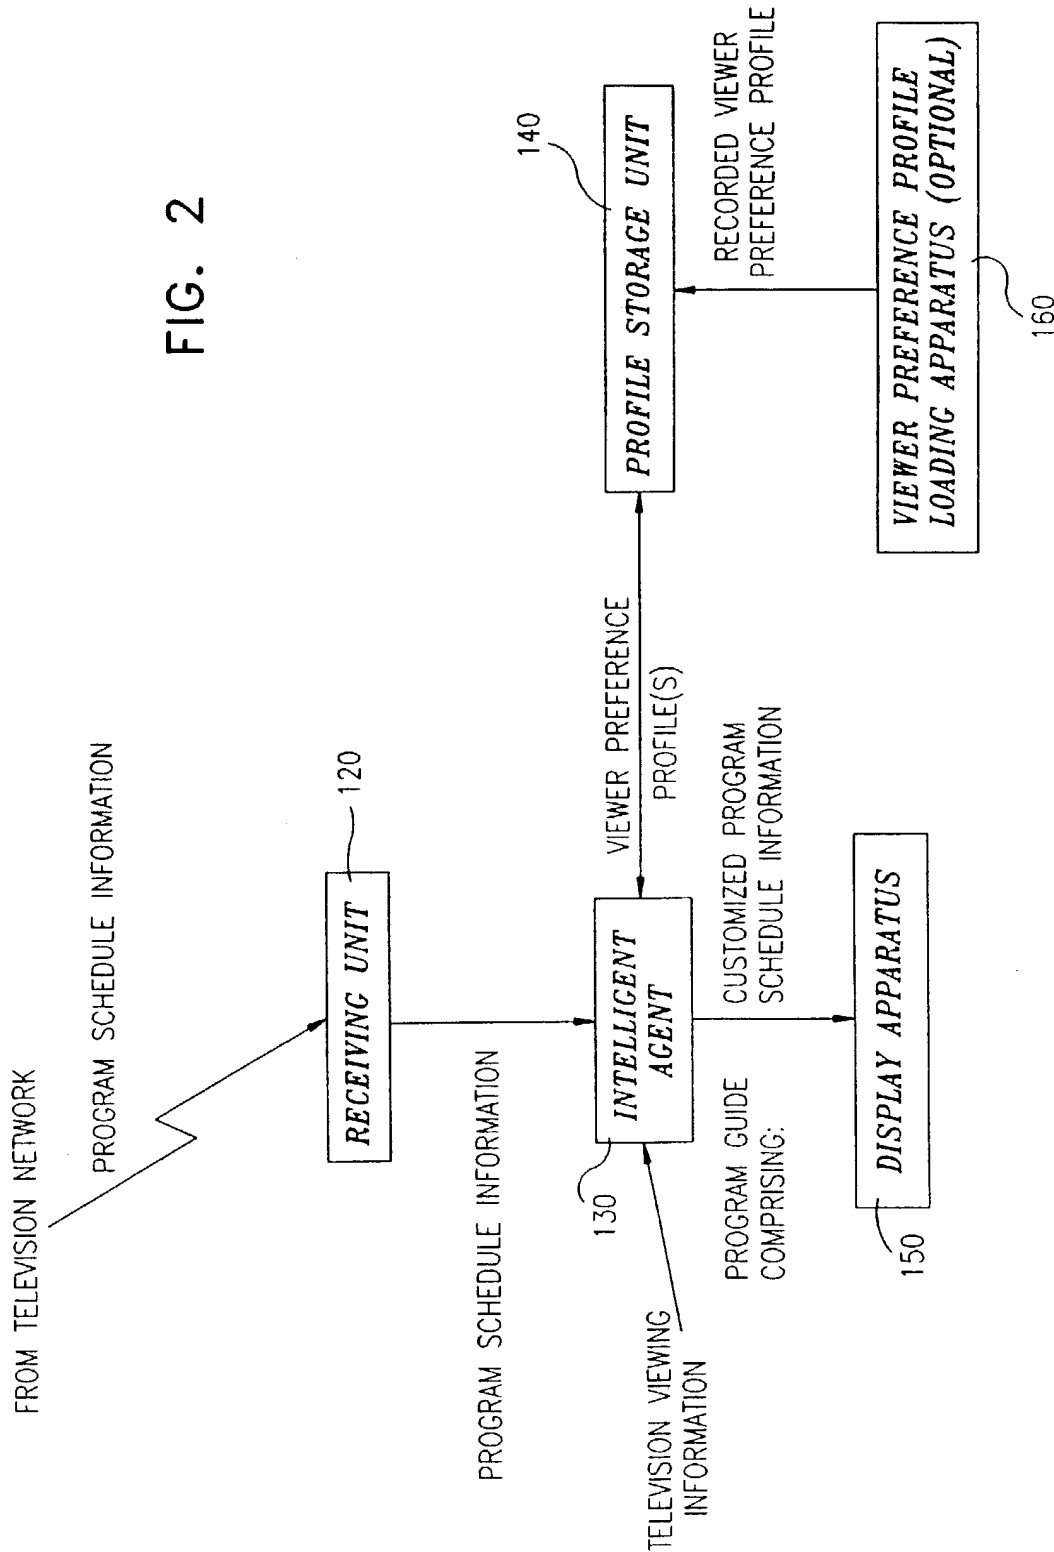 FIG. 2
FROM TELEVISION NETWORK
PROGRAM SCHEDULE INFORMATION
RECEIVING UNIT
120
PROGRAM SCHEDULE INFORMATION
TELEVISION VIEWING
INFORMATION
130
INTELLIGENT
AGENT
VIEWER PREFERENCE
PROFILE(S)
140
PROFILE STORAGE UNIT
PROGRAM GUIDE
COMPRISING:
CUSTOMIZED PROGRAM
SCHEDULE INFORMATION
RECORDED VIEWER
PREFERENCE PROFILE
150
DISPLAY APPARATUS
VIEWER PREFERENCE PROFILE
LOADING APPARATUS (OPTIONAL)
160